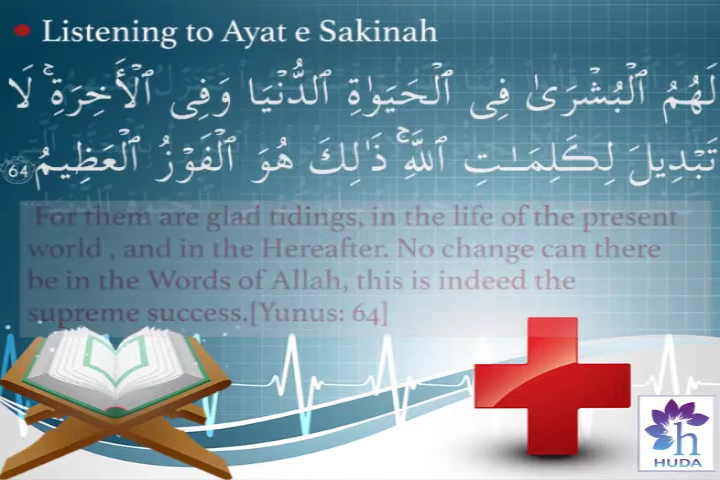 Listening to Ayat e Sakinah
لَهُمُ ٱلْبُشْرَىٰ فِى ٱلْحَيَوٰةِ ٱلدُّنْيَا وَفِى ٱلْأَخِرَةِ ۚ لَا
تَبْدِيلَ لِكَلِمَـٰتِ ٱللَّهِ ۚ ذَٰلِكَ هُوَ ٱلْفَوْزُ ٱلْعَظِيمُ 64
For them are glad tidings, in the life of the present
world , and in the Hereafter. No change can there
be in the Words of Allah, this is indeed the
supreme success.[Yunus: 64]
h
HUDA